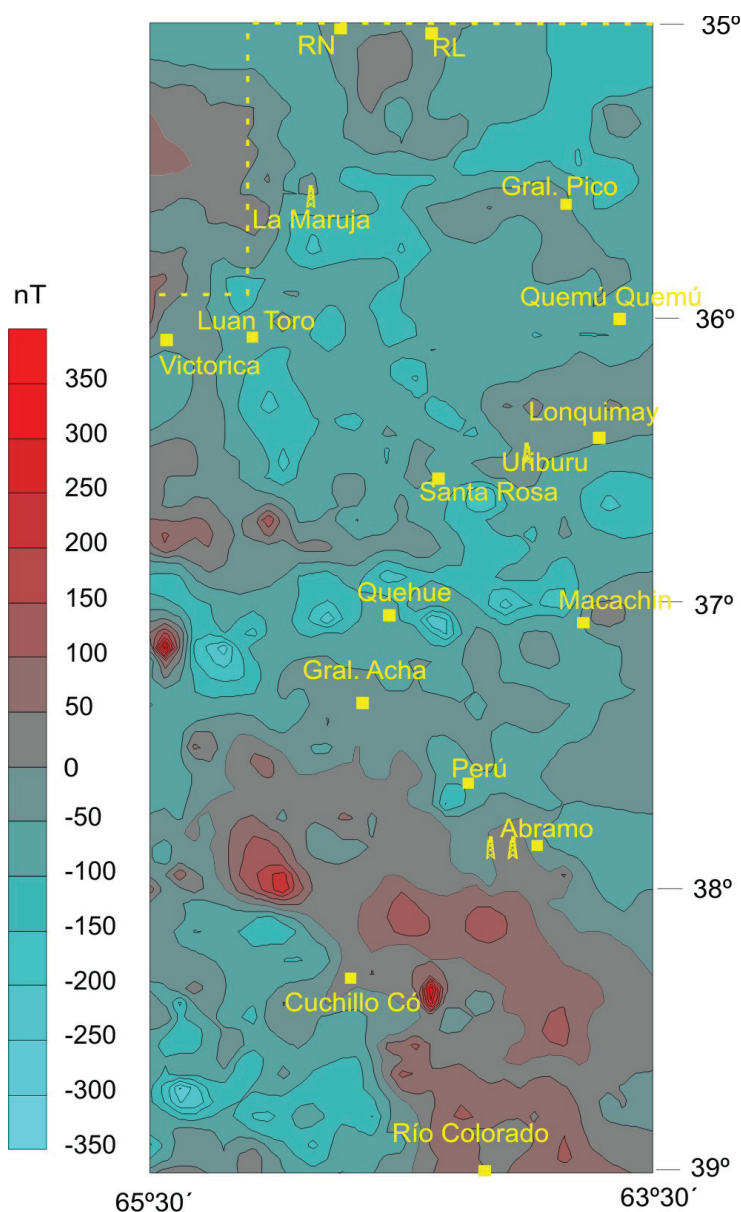 35º
RN
RL
Gral. Pico
La Maruja
nT
Quemú Quemú
36º
Luan Toro
Victorica
350
Lonquimay
300
Uriburu
250
Santa Rosa
200
150
Quehue
Macachin
37º
100
Gral. Acha
50
0
Perú
-50
Abramo
-100
38º
-150
-200
Cuchillo Có
-250
-300
Río Colorado
-350
39º
65º30´
63º30´